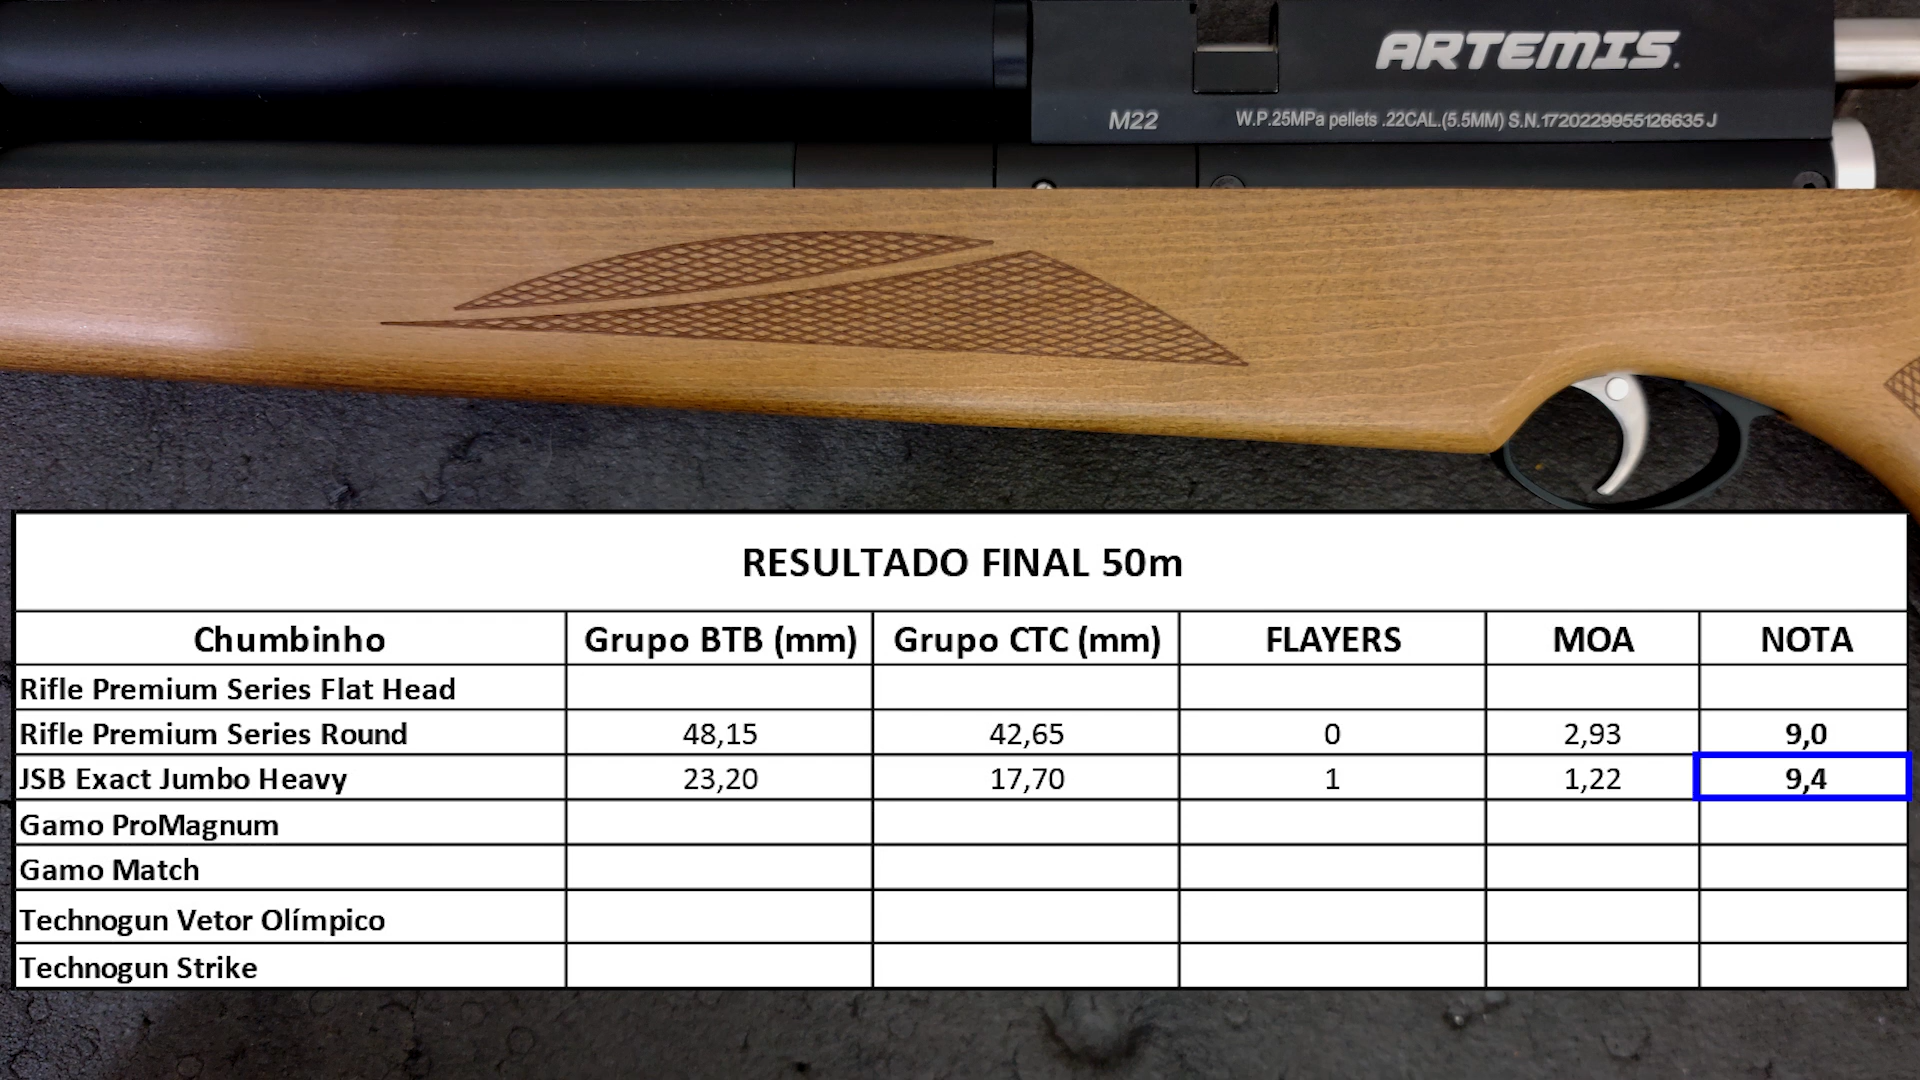 ARTEMIS.
M22 W.P.25MPa pellets .22CAL.(5.5MM) S.N.1720229955126635 J
RESULTADO FINAL 50m
Chumbinho Grupo BTB (mm) Grupo CTC (mm) FLAYERS MOA NOTA
Rifle Premium Series Flat Head
Rifle Premium Series Round 48,15 42,65 0 2,93 9,0
JSB Exact Jumbo Heavy 23,20 17,70 1 1,22 9,4
Gamo ProMagnum
Gamo Match
Technogun Vetor Olímpico
Technogun Strike